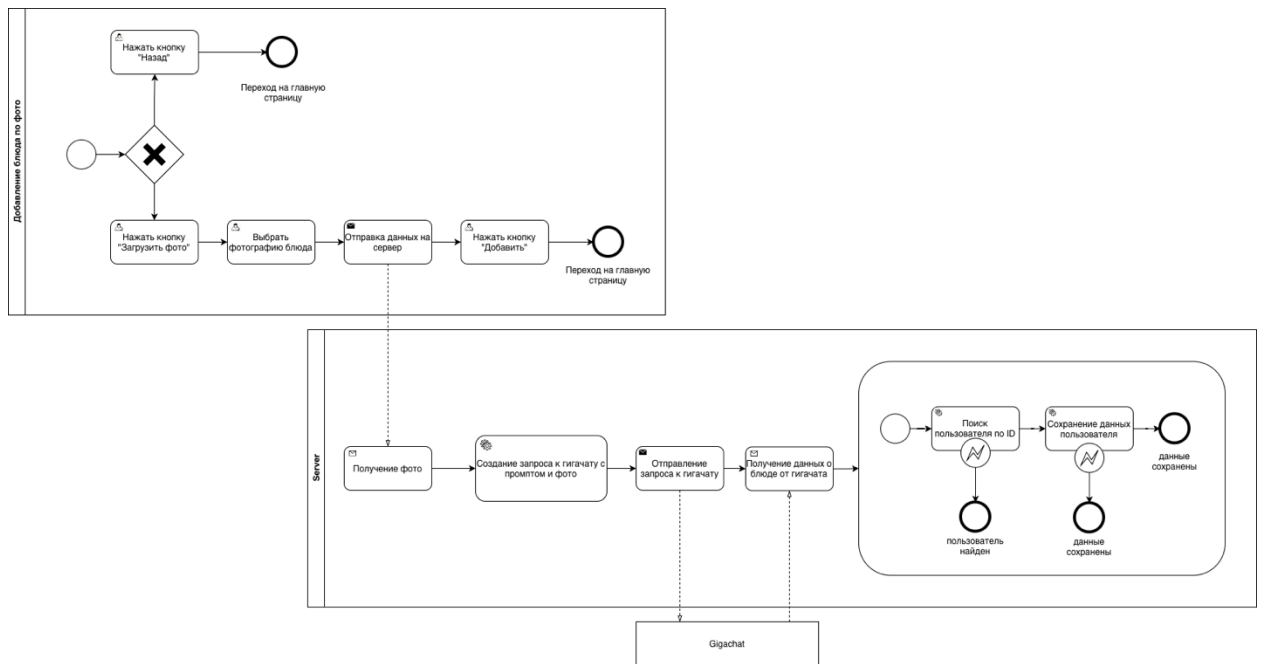 Добавление блюда по фото
Нажать кнопку
"Назад"
Переход на главную
страницу
Нажать кнопку
"Загрузить фото"
Выбрать
фотографию блюда
Отправка данных на
сервер
Нажать кнопку
"Добавить"
Переход на главную
страницу
Server
Получение фото
Создание запроса к гигачату с
промптом и фото
Отправление
запроса к гигачату
Получение данных о
блюде от гигачата
Поиск
пользователя по ID
Сохранение данных
пользователя
данные
сохранены
пользователь
найден
данные
сохранены
Gigachat